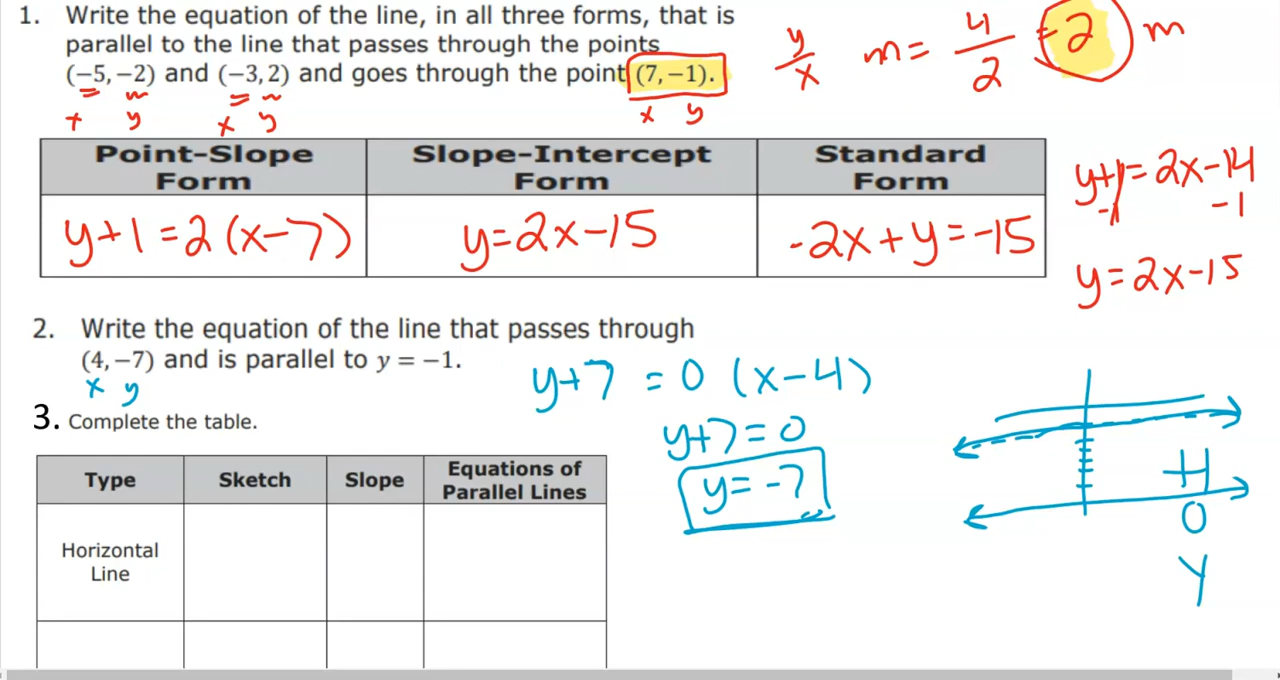 1. Write the equation of the line, in all three forms, that is
parallel to the line that passes through the points
(−5, −2) and (−3, 2) and goes through the point (7, −1).
x y x y x y
y/x m = 4/2 = 2 m
Point-Slope Form
Slope-Intercept Form
Standard Form
y+1=2(x-7)
y=2x-15
-2x+y=-15
y+1=2x-14
-1 -1
y=2x-15
2. Write the equation of the line that passes through
(4, −7) and is parallel to y = −1.
x y
y+7 = 0 (x-4)
y+7=0
y=-7
H
O
Y
3. Complete the table.
Type
Sketch
Slope
Equations of
Parallel Lines
Horizontal
Line